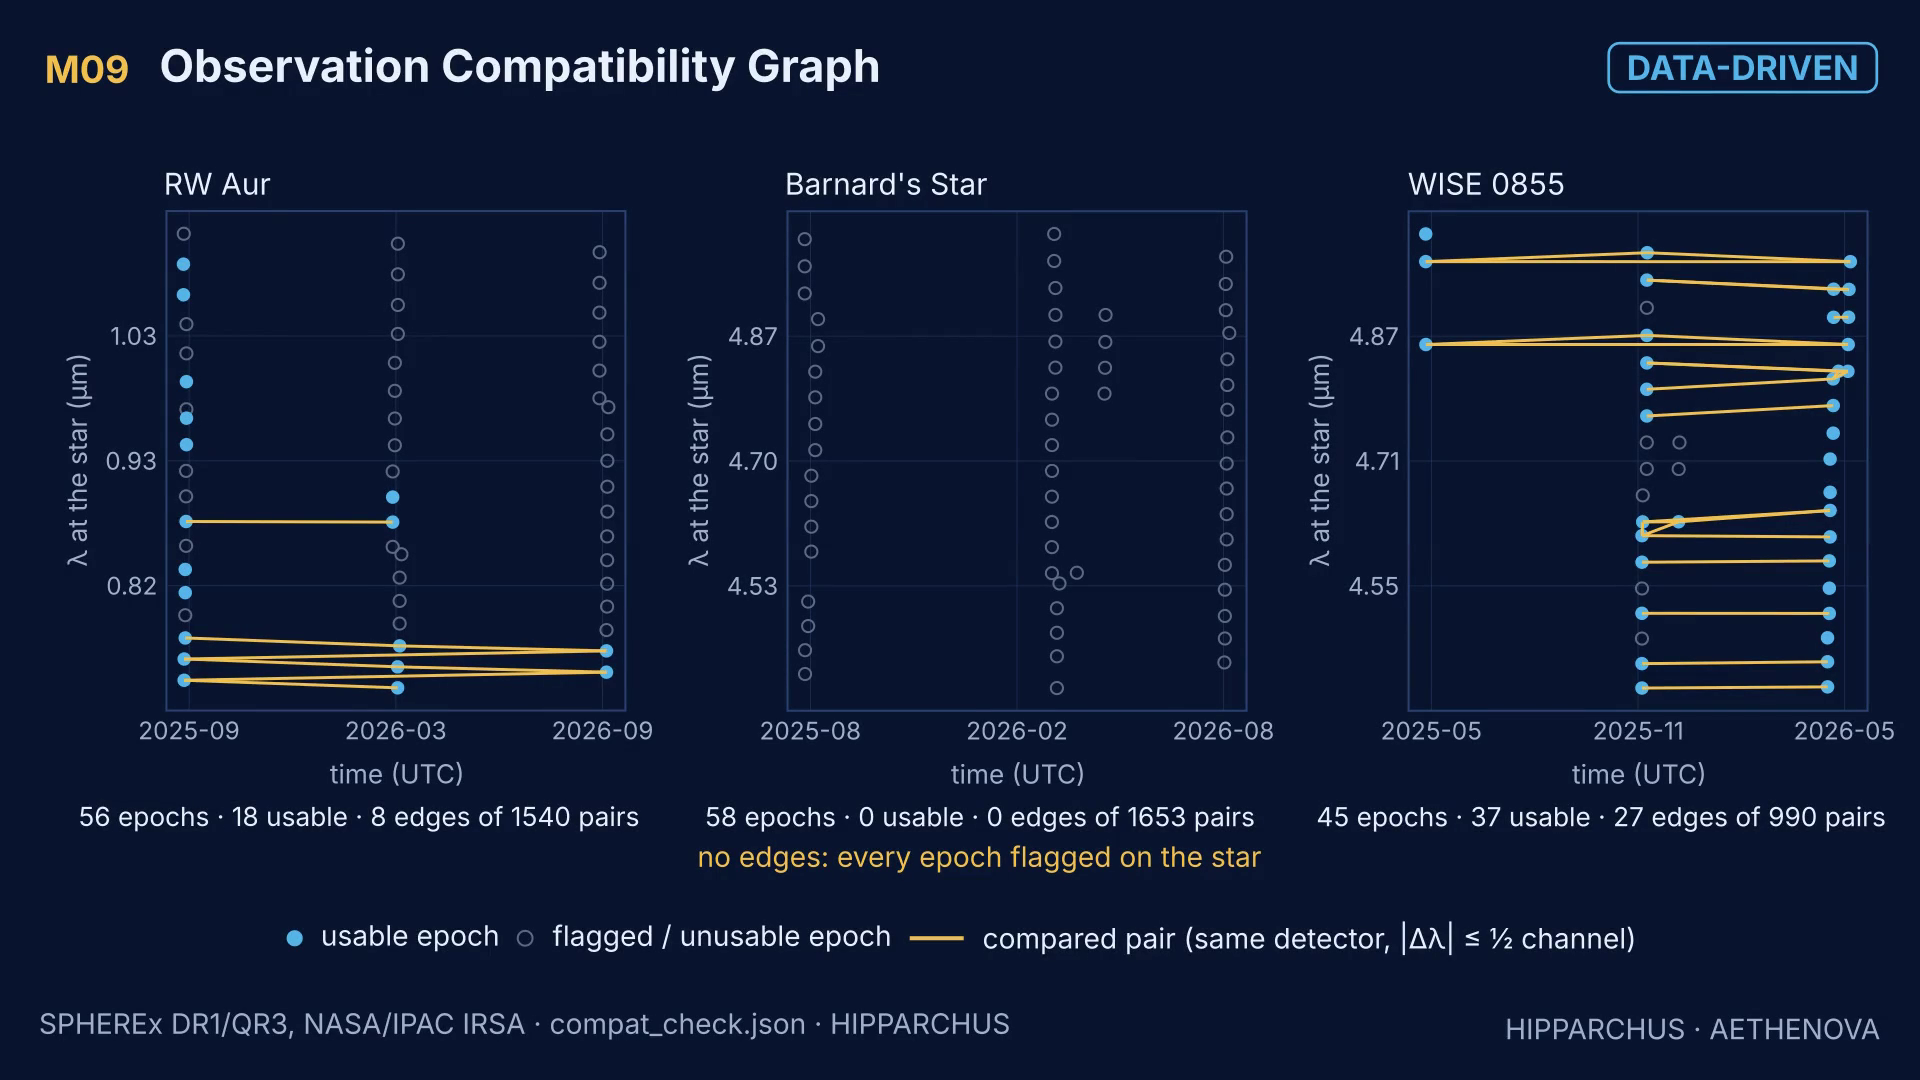 M09 Observation Compatibility Graph
DATA-DRIVEN
RW Aur
λ at the star (µm)
1.03
0.93
0.82
2025-09 2026-03 2026-09
time (UTC)
56 epochs · 18 usable · 8 edges of 1540 pairs
Barnard's Star
λ at the star (µm)
4.87
4.70
4.53
2025-08 2026-02 2026-08
time (UTC)
58 epochs · 0 usable · 0 edges of 1653 pairs
no edges: every epoch flagged on the star
WISE 0855
λ at the star (µm)
4.87
4.71
4.55
2025-05 2025-11 2026-05
time (UTC)
45 epochs · 37 usable · 27 edges of 990 pairs
usable epoch flagged / unusable epoch compared pair (same detector, |Δλ| ≤ ½ channel)
SPHEREx DR1/QR3, NASA/IPAC IRSA · compat_check.json · HIPPARCHUS
HIPPARCHUS · AETHENOVA